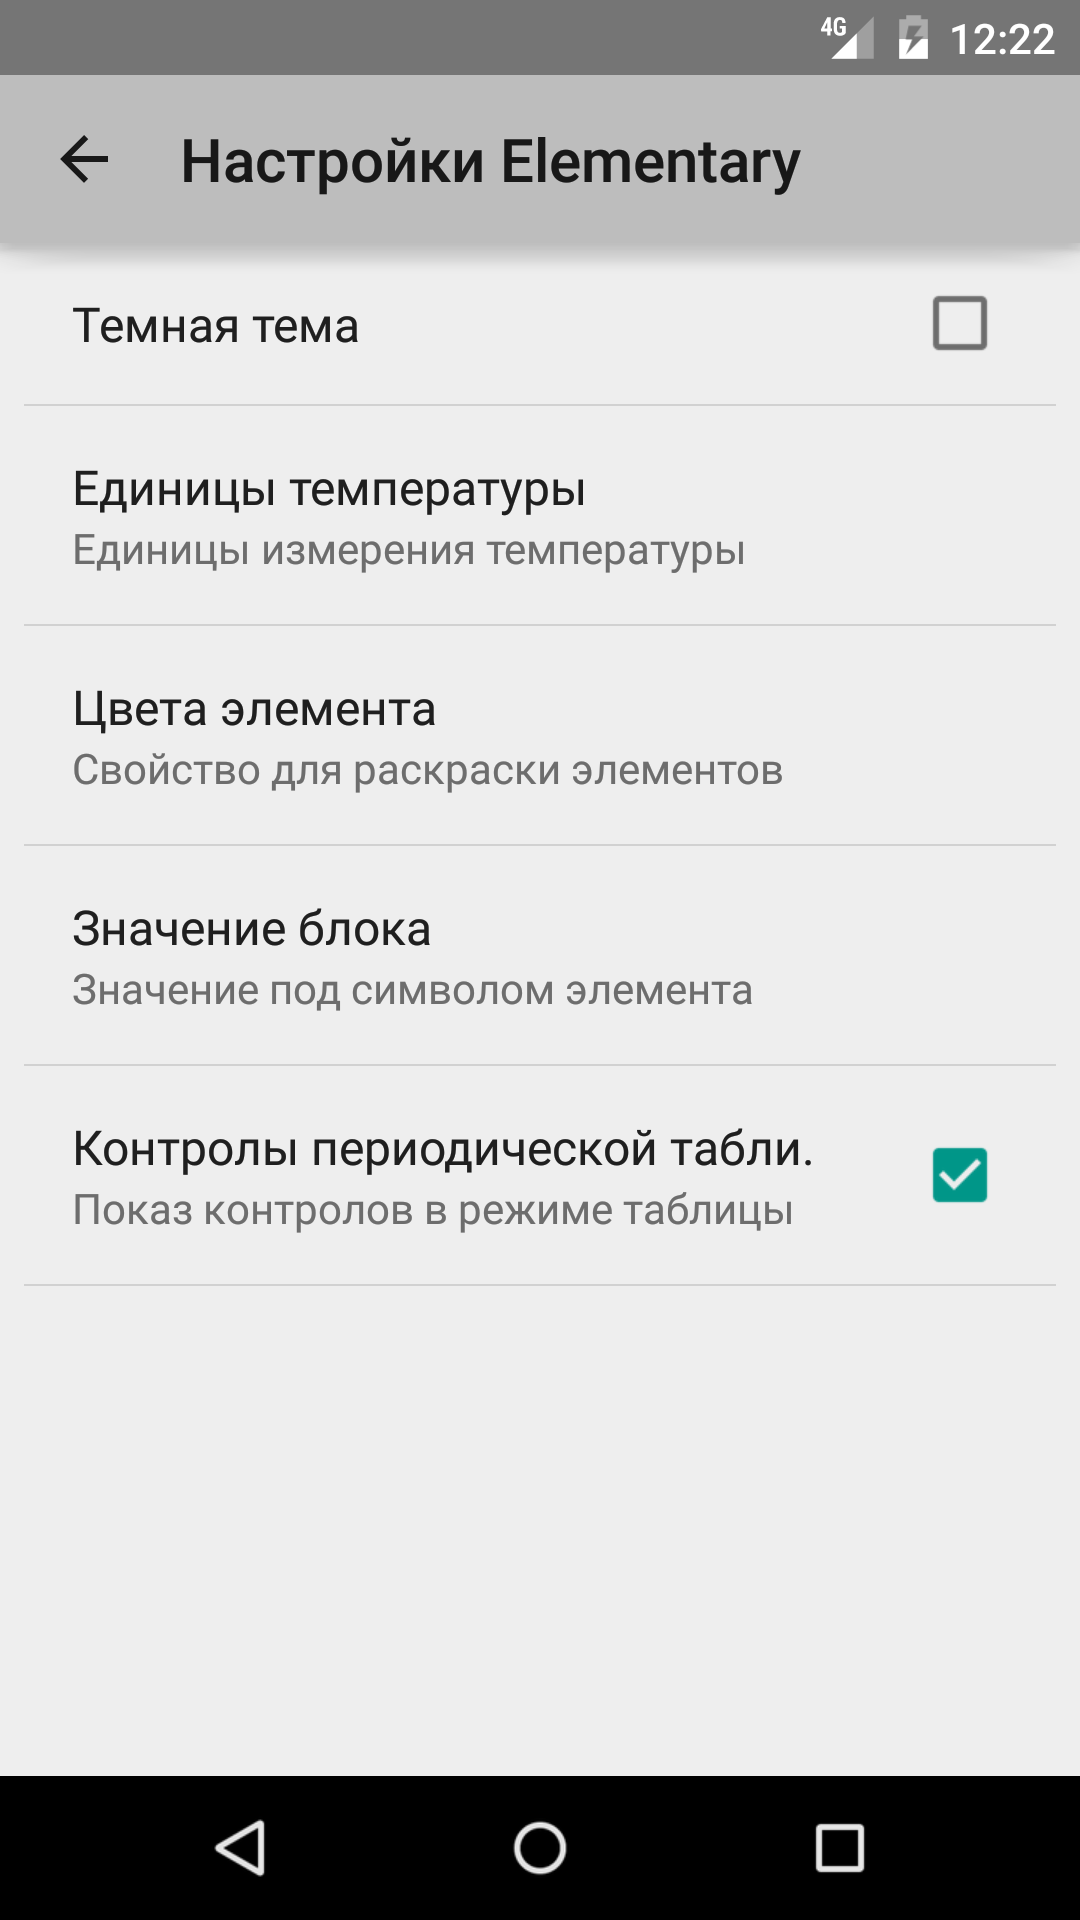 4G 12:22
Настройки Elementary
Темная тема
Единицы температуры
Единицы измерения температуры
Цвета элемента
Свойство для раскраски элементов
Значение блока
Значение под символом элемента
Контролы периодической табли.
Показ контролов в режиме таблицы